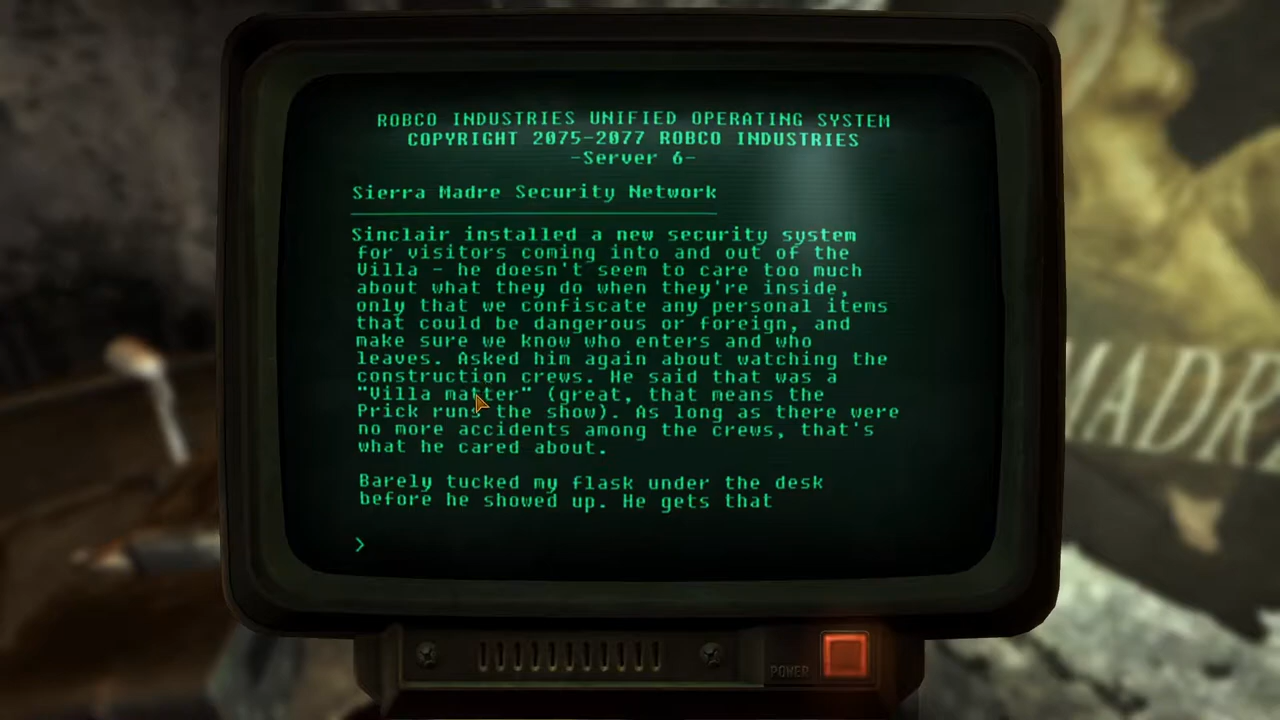 ROBCO INDUSTRIES UNIFIED OPERATING SYSTEM
COPYRIGHT 2075-2077 ROBCO INDUSTRIES
-Server 6-
Sierra Madre Security Network
Sinclair installed a new security system
for visitors coming into and out of the
Villa - he doesn't seem to care too much
about what they do when they're inside,
only that we confiscate any personal items
that could be dangerous or foreign, and
make sure we know who enters and who
leaves. Asked him again about watching the
construction crews. He said that was a
"Villa matter" (great, that means the
Prick runs the show). As long as there were
no more accidents among the crews, that's
what he cared about.
Barely tucked my flask under the desk
before he showed up. He gets that
>
POWER
MADR